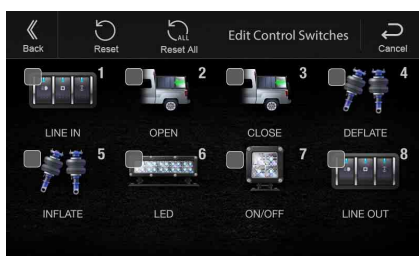 Back
Reset
ALL
Reset All
Edit Control Switches
Cancel
1
2
3
4
LINE IN
OPEN
CLOSE
DEFLATE
5
6
7
8
INFLATE
LED
ON/OFF
LINE OUT